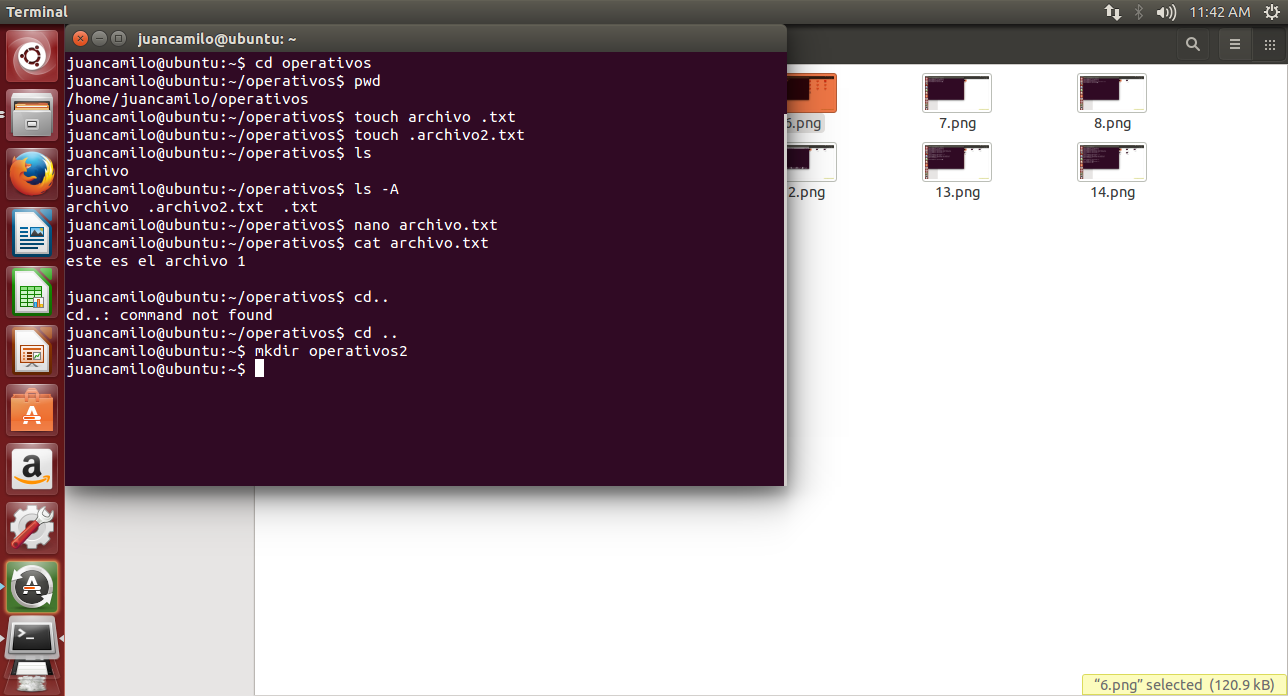 Terminal
11:42 AM
juancamilo@ubuntu: ~
juancamilo@ubuntu:~$ cd operativos
juancamilo@ubuntu:~/operativos$ pwd
/home/juancamilo/operativos
juancamilo@ubuntu:~/operativos$ touch archivo .txt
juancamilo@ubuntu:~/operativos$ touch .archivo2.txt
juancamilo@ubuntu:~/operativos$ ls
archivo
juancamilo@ubuntu:~/operativos$ ls -A
archivo  .archivo2.txt  .txt
juancamilo@ubuntu:~/operativos$ nano archivo.txt
juancamilo@ubuntu:~/operativos$ cat archivo.txt
este es el archivo 1
juancamilo@ubuntu:~/operativos$ cd..
cd..: command not found
juancamilo@ubuntu:~/operativos$ cd ..
juancamilo@ubuntu:~$ mkdir operativos2
juancamilo@ubuntu:~$
6.png 7.png 8.png
2.png 13.png 14.png
“6.png” selected (120.9 kB)